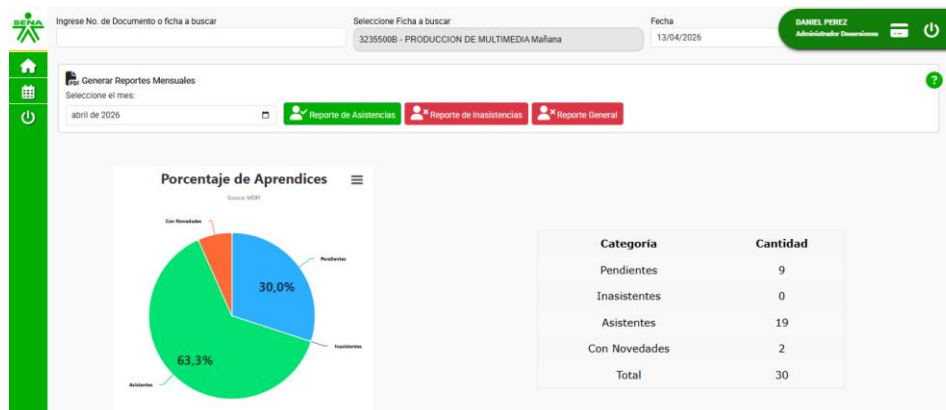 SENA
Ingrese No. de Documento o ficha a buscar
Seleccione Ficha a buscar
3235500B - PRODUCCION DE MULTIMEDIA Mañana
Fecha
13/04/2026
DANIEL PEREZ
Administrador Deserciones
PDF Generar Reportes Mensuales
?
Seleccione el mes:
abril de 2026
Reporte de Asistencias
Reporte de Inasistencias
Reporte General
Porcentaje de Aprendices
Source: MDM
Con Novedades
Pendientes
30,0%
Inasistentes
63,3%
Asistentes
Categoría Cantidad
Pendientes 9
Inasistentes 0
Asistentes 19
Con Novedades 2
Total 30